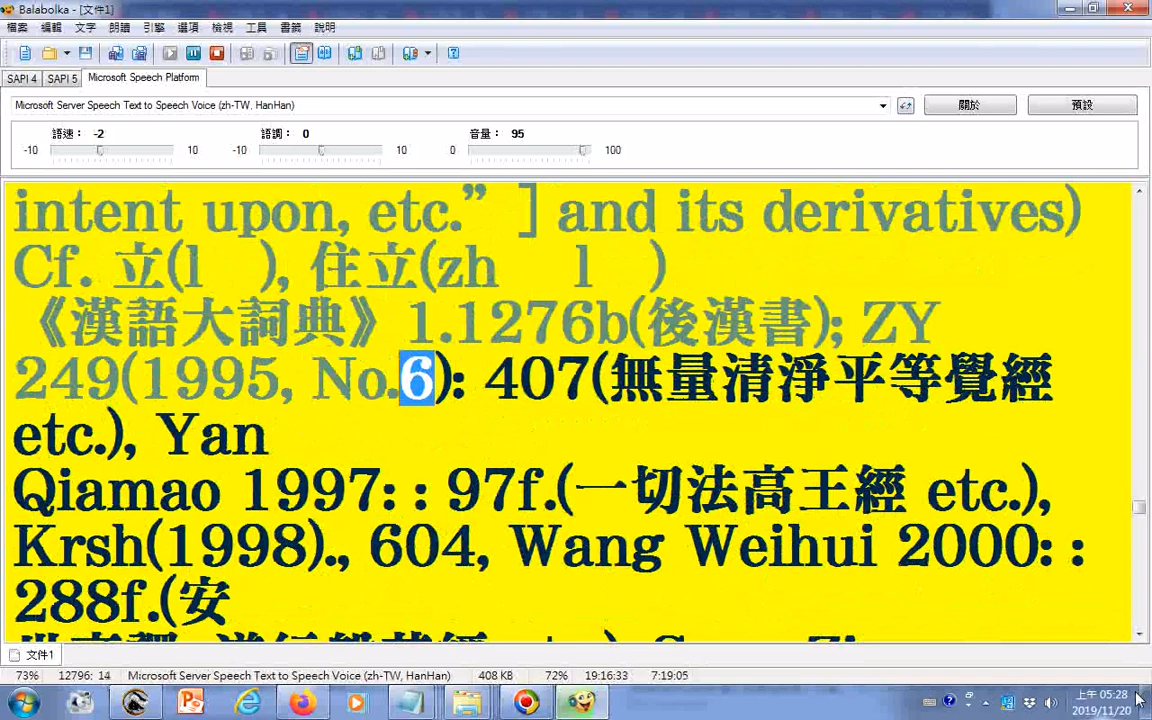 Balabolka - [文件1]
檔案 編輯 文字 朗讀 引擎 選項 檢視 工具 書籤 說明
SAPI 4 SAPI 5 Microsoft Speech Platform
Microsoft Server Speech Text to Speech Voice (zh-TW, HanHan) 關於 預設
語速： -2 語調： 0 音量： 95
-10 10 -10 10 0 100
intent upon, etc.” ] and its derivatives)
Cf. 立(l ), 住立(zh l )
《漢語大詞典》 1.1276b(後漢書); ZY
249(1995, No.6): 407(無量清淨平等覺經
etc.), Yan
Qiamao 1997: : 97f.(一切法高王經 etc.),
Krsh(1998)., 604, Wang Weihui 2000: :
288f.(安
文件1
73% 12796: 14 Microsoft Server Speech Text to Speech Voice (zh-TW, HanHan) 408 KB 72% 19:16:33 7:19:05
上午 05:28
2019/11/20